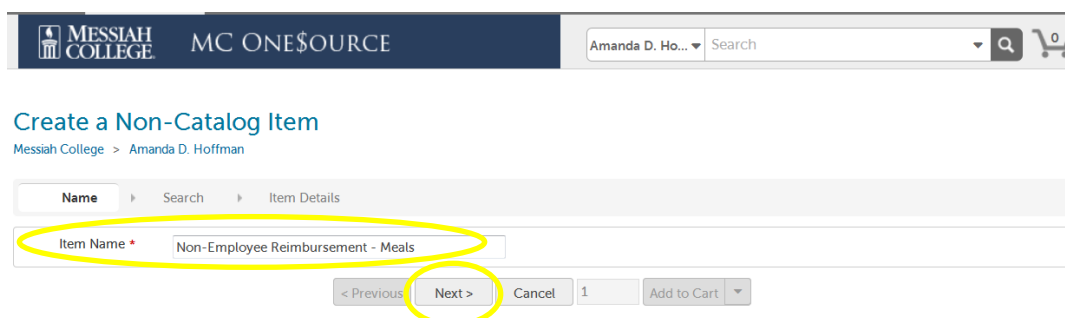 MESSIAH
COLLEGE.
MC ONE$OURCE
Amanda D. Ho...
Search
0
Create a Non-Catalog Item
Messiah College > Amanda D. Hoffman
Name
Search
Item Details
Item Name * Non-Employee Reimbursement - Meals
< Previous Next > Cancel 1 Add to Cart